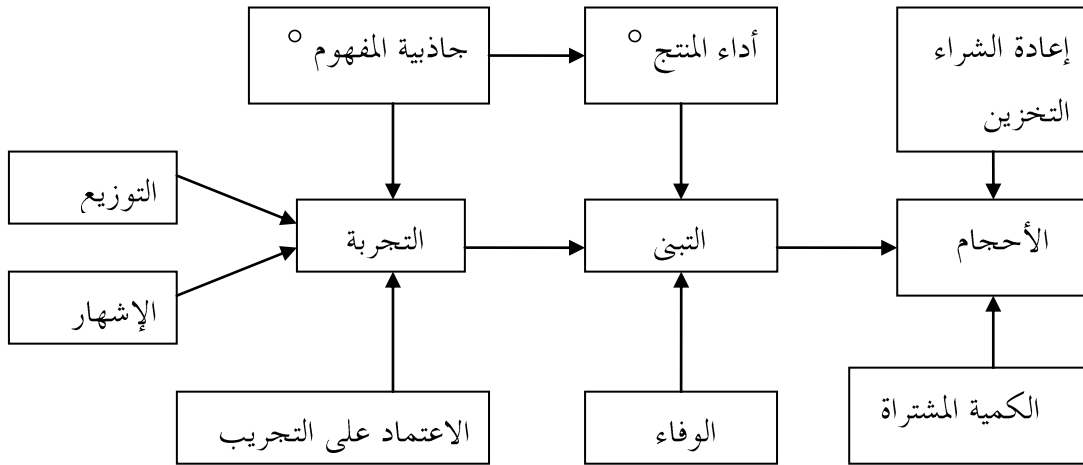 جاذبية المفهوم °
أداء المنتج °
إعادة الشراء
التخزين
التوزيع
التجربة
التبنى
الأحجام
الإشهار
الاعتماد على التجريب
الوفاء
الكمية المشتراة